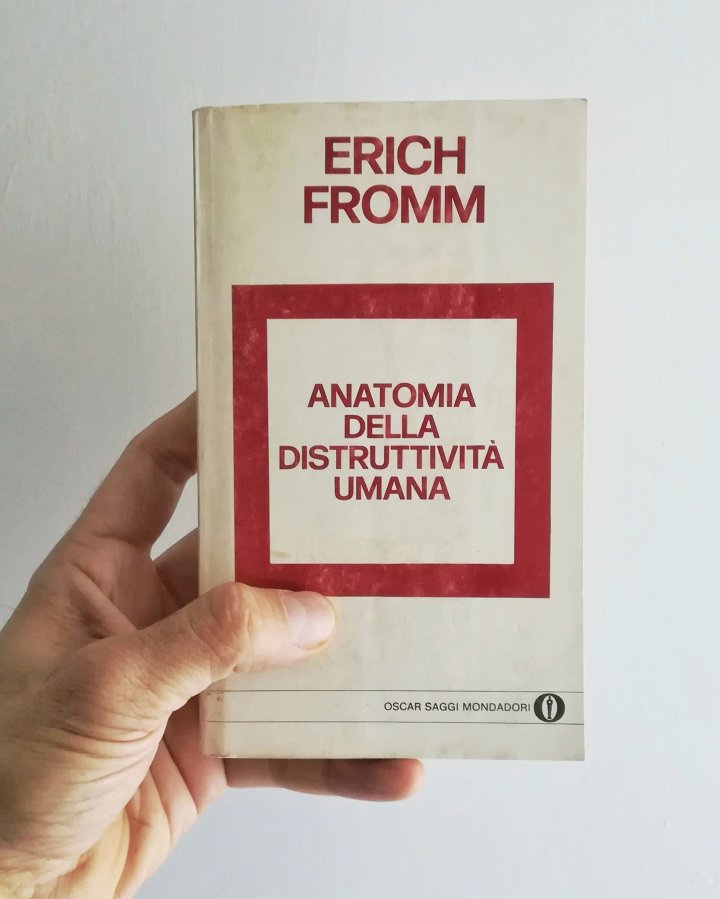 ERICH
FROMM
ANATOMIA
DELLA
DISTRUTTIVITÀ
UMANA
OSCAR SAGGI MONDADORI